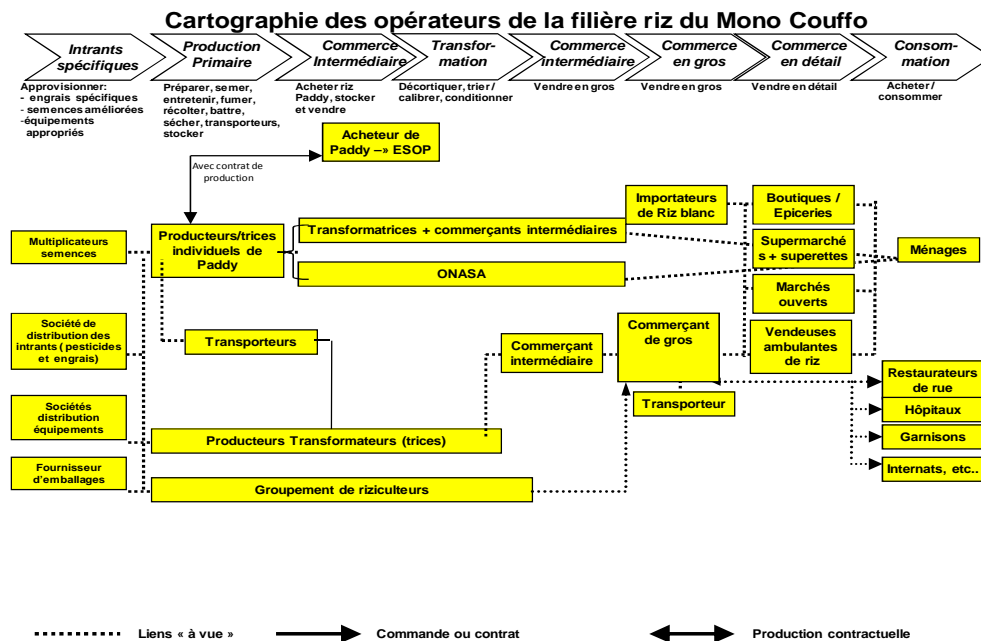 Cartographie des opérateurs de la filière riz du Mono Couffo
Intrants
spécifiques
Production
Primaire
Commerce
Intermédiaire
Transfor-
mation
Commerce
intermédiaire
Commerce
en gros
Commerce
en détail
Consom-
mation
Approvisionner:
- engrais spécifiques
- semences améliorées
-équipements
appropriés
Préparer, semer,
entretenir, fumer,
récolter, battre,
sécher, transporteurs,
stocker
Acheter riz
Paddy, stocker
et vendre
Décortiquer, trier /
calibrer, conditionner
Vendre en gros
Vendre en gros
Vendre en détail
Acheter /
consommer
Acheteur de
Paddy –» ESOP
Avec contrat de
production
Importateurs
de Riz blanc
Boutiques /
Epiceries
Multiplicateurs
semences
Producteurs/trices
individuels de
Paddy
Transformatrices + commerçants intermédiaires
Supermarché
s + superettes
Ménages
ONASA
Marchés
ouverts
Société de
distribution des
intrants ( pesticides
et engrais)
Transporteurs
Commerçant
intermédiaire
Commerçant
de gros
Vendeuses
ambulantes
de riz
Restaurateurs
de rue
Transporteur
Hôpitaux
Sociétés
distribution
équipements
Producteurs Transformateurs (trices)
Garnisons
Fournisseur
d'emballages
Groupement de riziculteurs
Internats, etc..
Liens « à vue »
Commande ou contrat
Production contractuelle